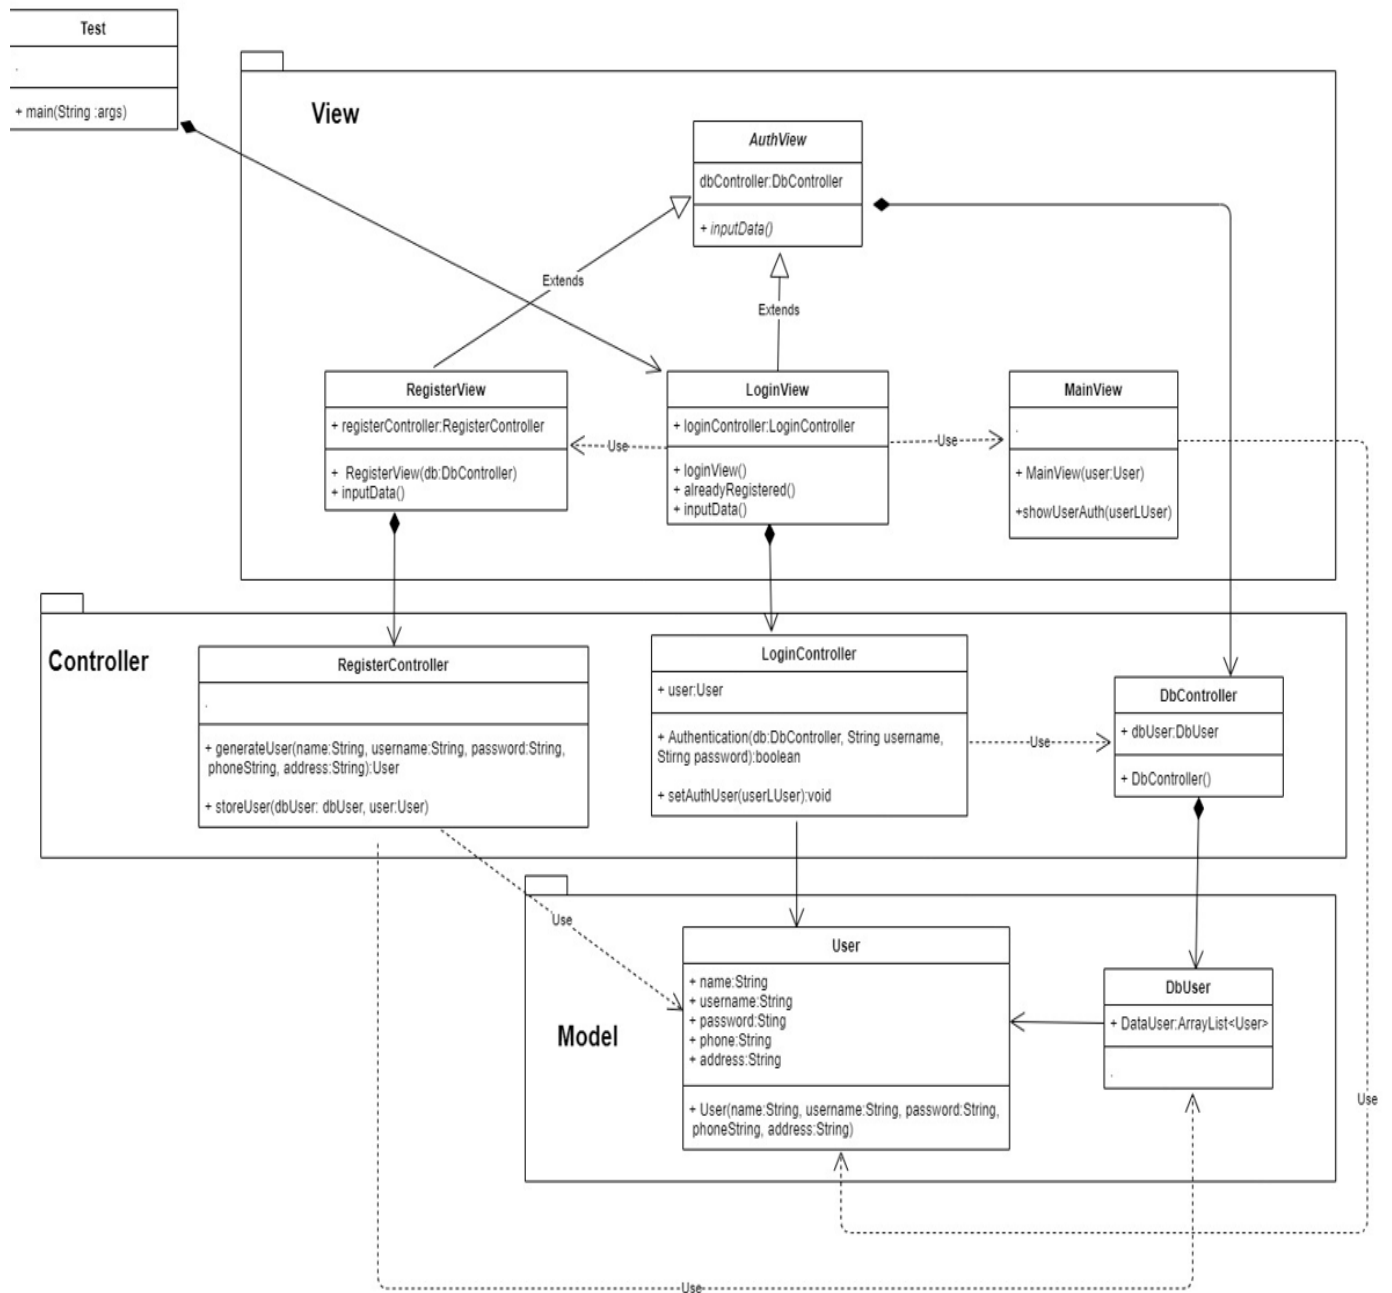 Test
.
+ main(String :args)
View
AuthView
dbController:DbController
+ inputData()
Extends
Extends
RegisterView
+ registerController:RegisterController
+ RegisterView(db:DbController)
+ inputData()
Use
LoginView
+ loginController:LoginController
+ loginView()
+ alreadyRegistered()
+ inputData()
Use
MainView
.
+ MainView(user:User)
+showUserAuth(userLUser)
Controller
RegisterController
.
+ generateUser(name:String, username:String, password:String,
phoneString, address:String):User
+ storeUser(dbUser: dbUser, user:User)
LoginController
+ user:User
+ Authentication(db:DbController, String username,
Stirng password):boolean
+ setAuthUser(userLUser):void
Use
DbController
+ dbUser:DbUser
+ DbController()
Use
Model
User
+ name:String
+ username:String
+ password:Sting
+ phone:String
+ address:String
+ User(name:String, username:String, password:String,
phoneString, address:String)
DbUser
+ DataUser:ArrayList<User>
.
Use
Use